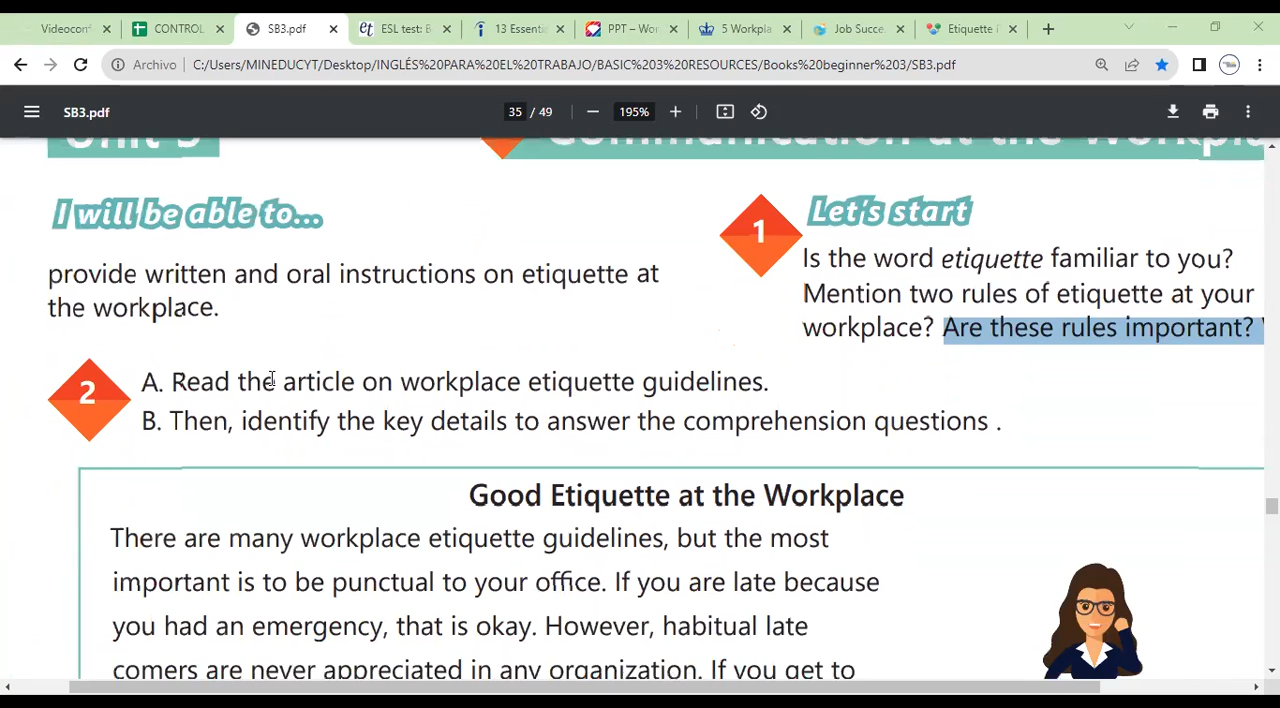 Videoconf
CONTROL
SB3.pdf
ESL test: B
13 Essenti
PPT – Wor
5 Workpla
Job Succe
Etiquette
Archivo
C:/Users/MINEDUCYT/Desktop/INGLÉS%20PARA%20EL%20TRABAJO/BASIC%203%20RESOURCES/Books%20beginner%203/SB3.pdf
SB3.pdf
35 / 49
195%
Unit 5
Communication at the Workpla
I will be able to...
provide written and oral instructions on etiquette at
the workplace.
1
Let's start
Is the word etiquette familiar to you?
Mention two rules of etiquette at your
workplace? Are these rules important?
2
A. Read the article on workplace etiquette guidelines.
B. Then, identify the key details to answer the comprehension questions .
Good Etiquette at the Workplace
There are many workplace etiquette guidelines, but the most
important is to be punctual to your office. If you are late because
you had an emergency, that is okay. However, habitual late
comers are never appreciated in any organization. If you get to